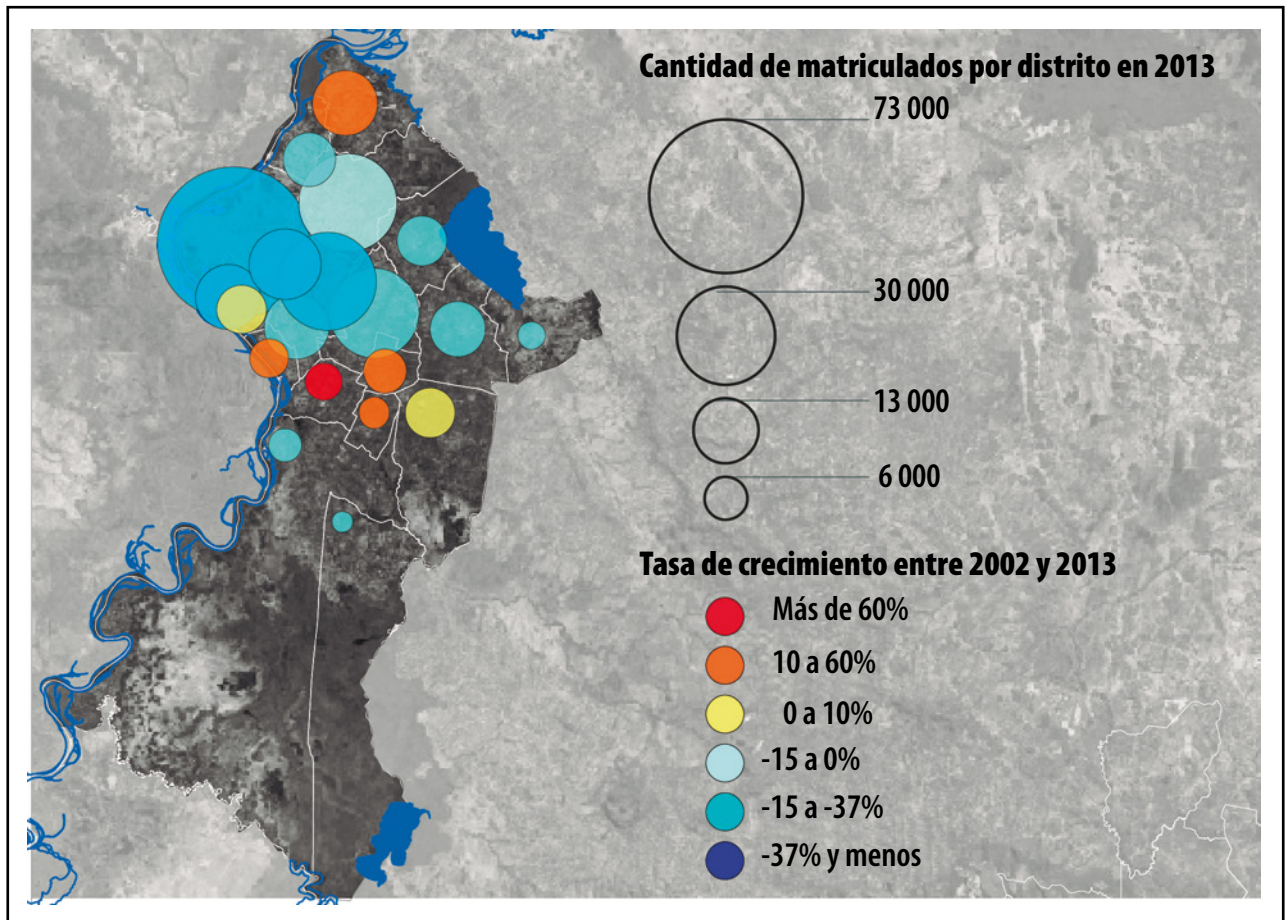 Cantidad de matriculados por distrito en 2013
73 000
30 000
13 000
6 000
Tasa de crecimiento entre 2002 y 2013
Más de 60%
10 a 60%
0 a 10%
-15 a 0%
-15 a -37%
-37% y menos